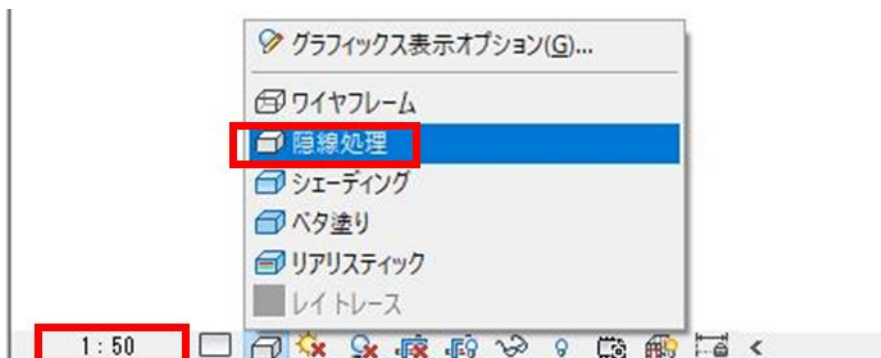 グラフィックス表示オプション(G)...
ワイヤフレーム
隠線処理
シェーディング
ベタ塗り
リアリスティック
レイ トレース
1 : 50